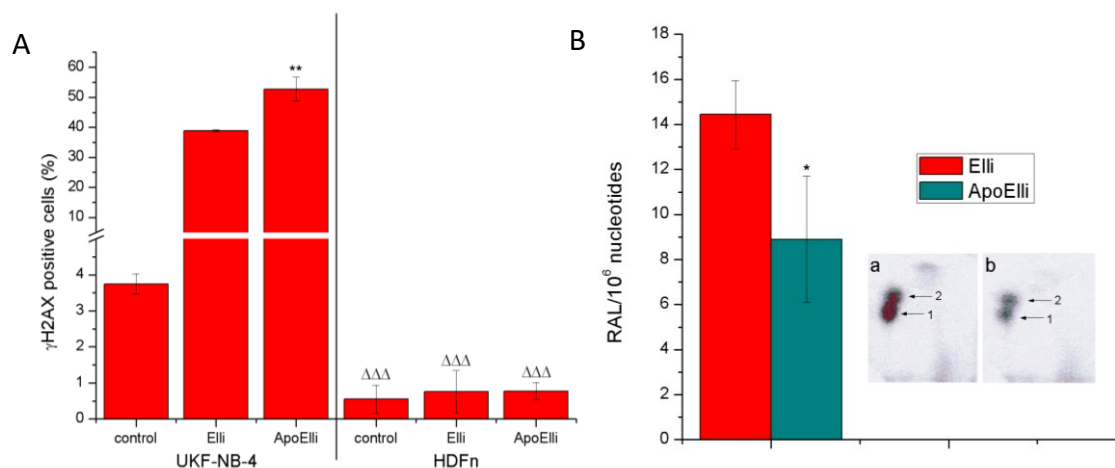 A
γH2AX positive cells (%)
60
50
40
30
20
10
4
3
2
1
0
**
ΔΔΔ
ΔΔΔ
ΔΔΔ
control
Elli
ApoElli
control
Elli
ApoElli
UKF-NB-4
HDFn
B
RAL/10⁶ nucleotides
16
14
12
10
8
6
4
2
0
*
Elli
ApoElli
a
2
1
b
2
1